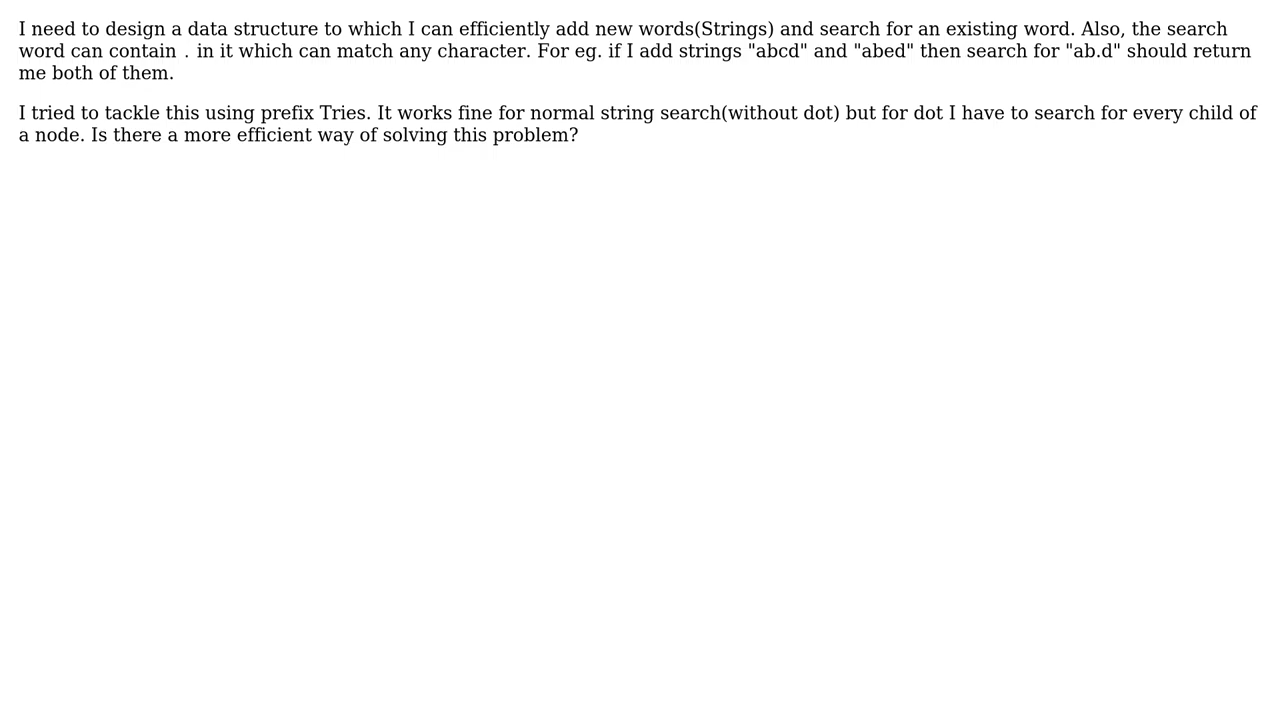 I need to design a data structure to which I can efficiently add new words(Strings) and search for an existing word. Also, the search
word can contain . in it which can match any character. For eg. if I add strings "abcd" and "abed" then search for "ab.d" should return
me both of them.
I tried to tackle this using prefix Tries. It works fine for normal string search(without dot) but for dot I have to search for every child of
a node. Is there a more efficient way of solving this problem?